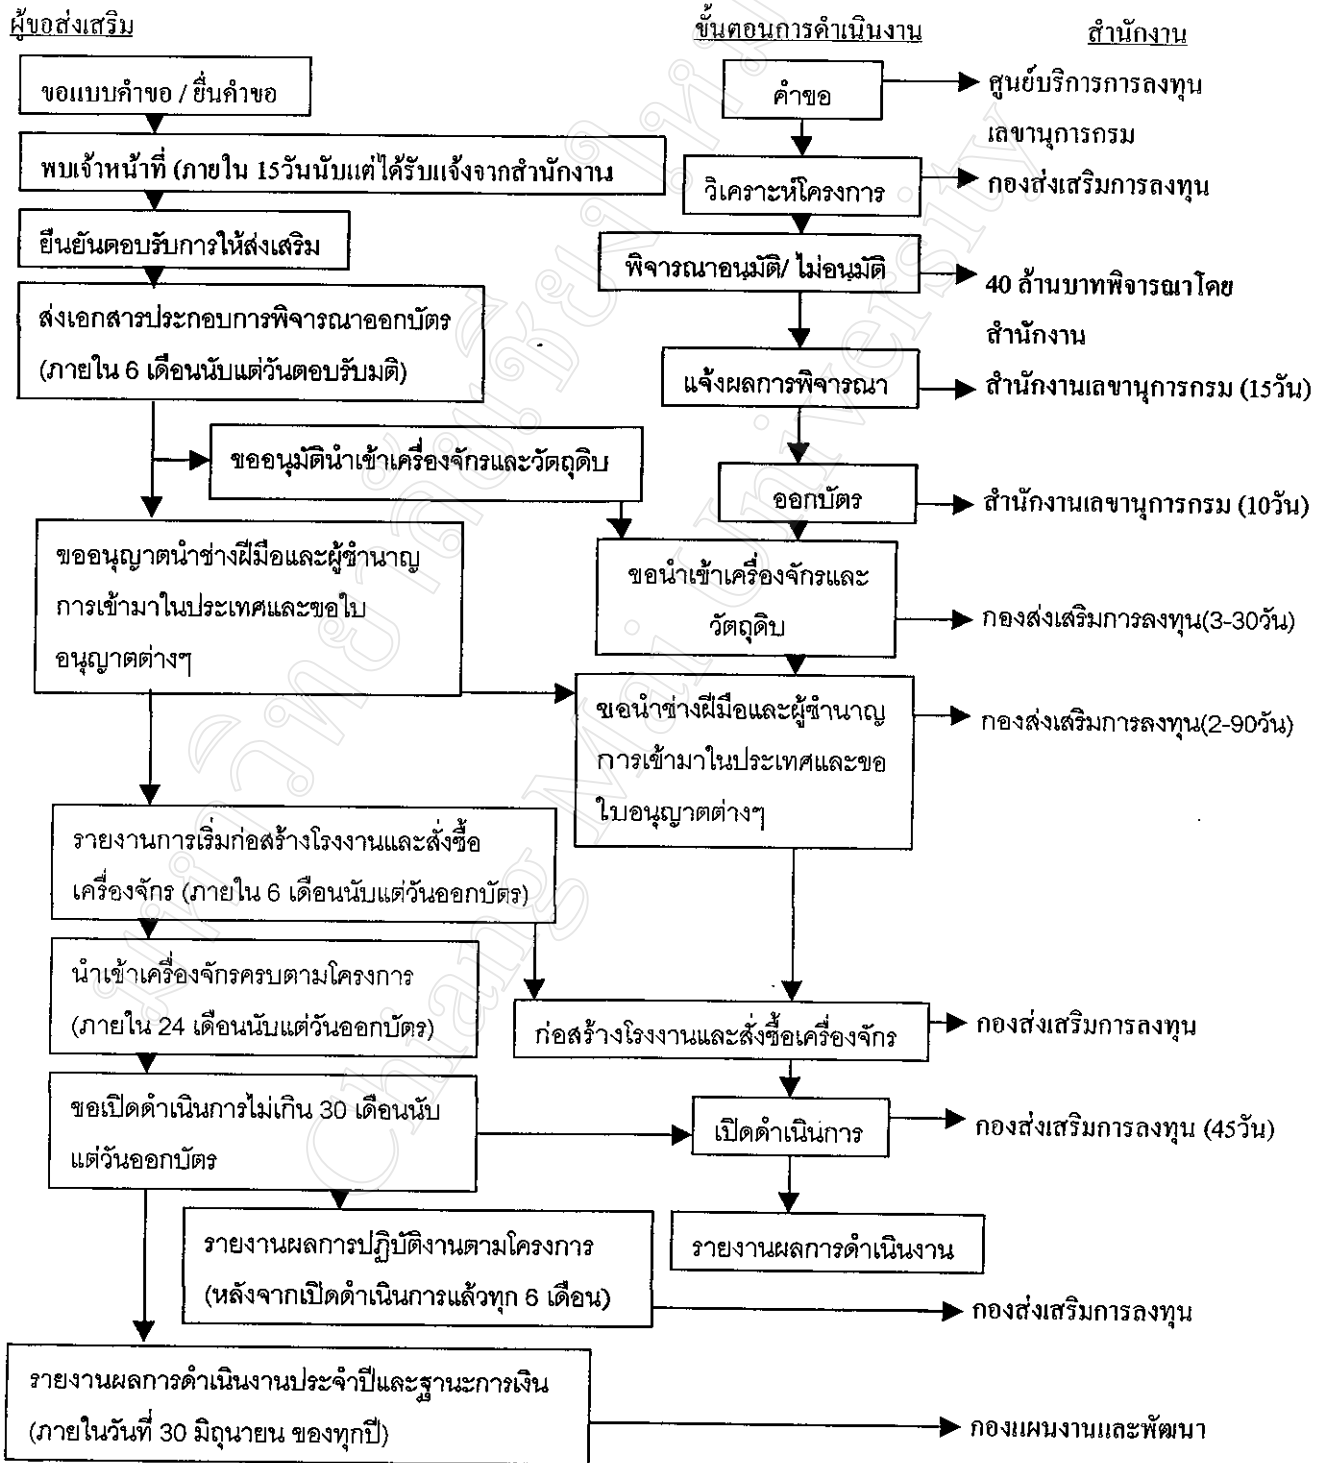 ผู้ขอส่งเสริม
ขั้นตอนการดำเนินงาน
สำนักงาน
ขอแบบคำขอ / ยื่นคำขอ
พบเจ้าหน้าที่ (ภายใน 15วันนับแต่ได้รับแจ้งจากสำนักงาน
ยืนยันตอบรับการให้ส่งเสริม
ส่งเอกสารประกอบการพิจารณาออกบัตร
(ภายใน 6 เดือนนับแต่วันตอบรับมติ)
ขออนุมัตินำเข้าเครื่องจักรและวัตถุดิบ
ขออนุญาตนำช่างฝีมือและผู้ชำนาญ
การเข้ามาในประเทศและขอใบ
อนุญาตต่างๆ
รายงานการเริ่มก่อสร้างโรงงานและสั่งซื้อ
เครื่องจักร (ภายใน 6 เดือนนับแต่วันออกบัตร)
นำเข้าเครื่องจักรครบตามโครงการ
(ภายใน 24 เดือนนับแต่วันออกบัตร)
ขอเปิดดำเนินการไม่เกิน 30 เดือนนับ
แต่วันออกบัตร
รายงานผลการปฏิบัติงานตามโครงการ
(หลังจากเปิดดำเนินการแล้วทุก 6 เดือน)
รายงานผลการดำเนินงานประจำปีและฐานะการเงิน
(ภายในวันที่ 30 มิถุนายน ของทุกปี)
คำขอ
วิเคราะห์โครงการ
พิจารณาอนุมัติ/ ไม่อนุมัติ
แจ้งผลการพิจารณา
ออกบัตร
ขอนำเข้าเครื่องจักรและ
วัตถุดิบ
ขอนำช่างฝีมือและผู้ชำนาญ
การเข้ามาในประเทศและขอ
ใบอนุญาตต่างๆ
ก่อสร้างโรงงานและสั่งซื้อเครื่องจักร
เปิดดำเนินการ
รายงานผลการดำเนินงาน
ศูนย์บริการการลงทุน
เลขานุการกรม
กองส่งเสริมการลงทุน
40 ล้านบาทพิจารณาโดย
สำนักงาน
สำนักงานเลขานุการกรม (15วัน)
สำนักงานเลขานุการกรม (10วัน)
กองส่งเสริมการลงทุน(3-30วัน)
กองส่งเสริมการลงทุน(2-90วัน)
กองส่งเสริมการลงทุน
กองส่งเสริมการลงทุน (45วัน)
กองส่งเสริมการลงทุน
กองแผนงานและพัฒนา
มหาวิทยาลัยเชียงใหม่
Chiang Mai University